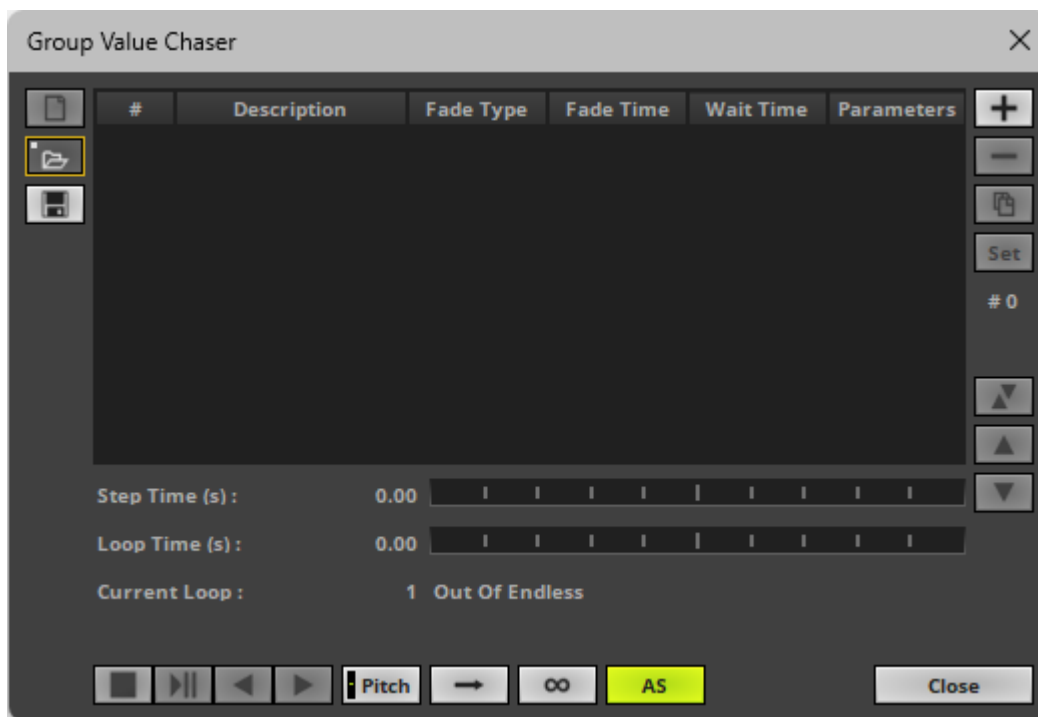 Group Value Chaser
# Description Fade Type Fade Time Wait Time Parameters
Set
# 0
Step Time (s) : 0.00
Loop Time (s) : 0.00
Current Loop : 1 Out Of Endless
Pitch AS Close